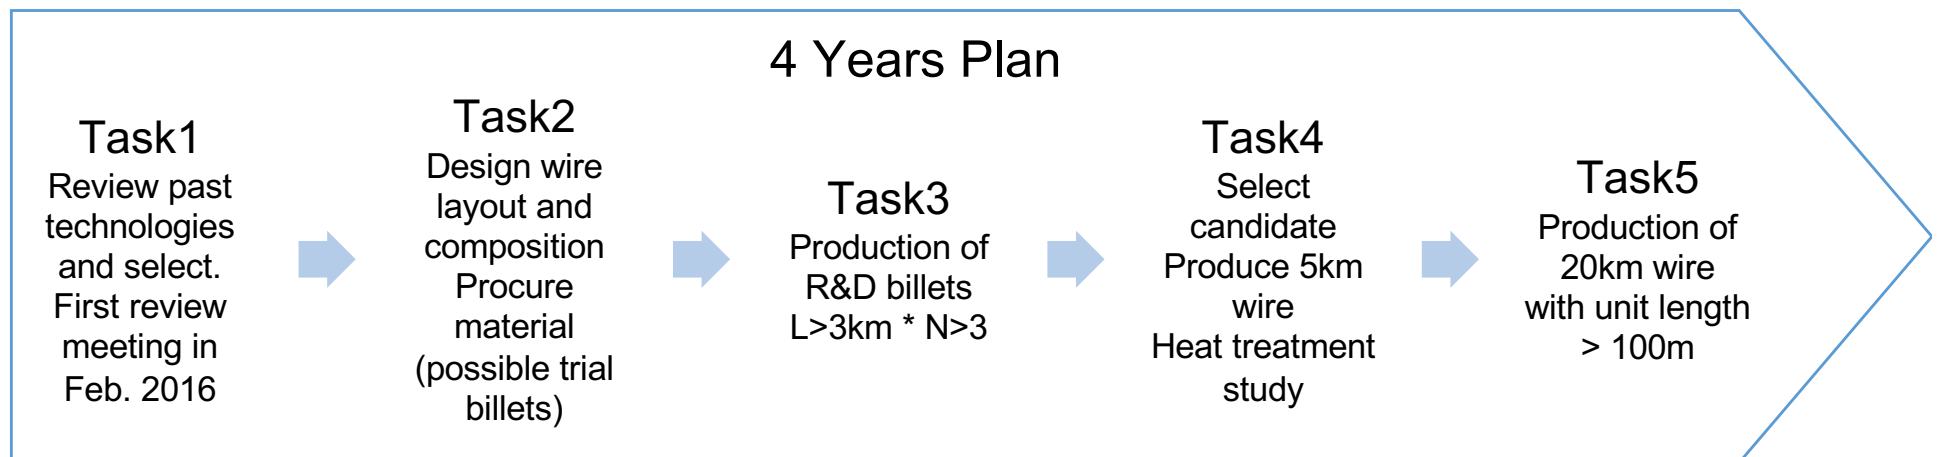 4 Years Plan
Task1
Review past
technologies
and select.
First review
meeting in
Feb. 2016
Task2
Design wire
layout and
composition
Procure
material
(possible trial
billets)
Task3
Production of
R&D billets
L>3km * N>3
Task4
Select
candidate
Produce 5km
wire
Heat treatment
study
Task5
Production of
20km wire
with unit length
> 100m